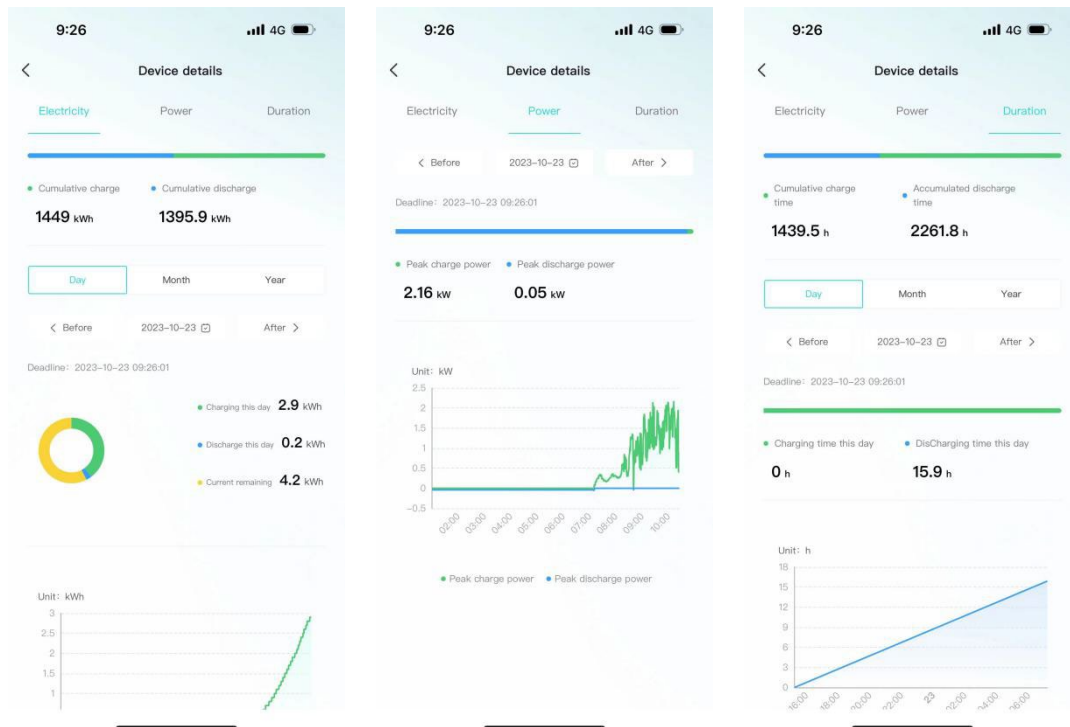 9:26
4G
Device details
Electricity Power Duration
Cumulative charge Cumulative discharge
1449 kWh 1395.9 kWh
Day Month Year
< Before 2023-10-23 After >
Deadline: 2023-10-23 09:26:01
Charging this day 2.9 kWh
Discharge this day 0.2 kWh
Current remaining 4.2 kWh
Unit: kWh
3
2.5
2
1.5
1
9:26
4G
Device details
Electricity Power Duration
< Before 2023-10-23 After >
Deadline: 2023-10-23 09:26:01
Peak charge power Peak discharge power
2.16 kW 0.05 kW
Unit: kW
2.5
2
1.5
1
0.5
0
-0.5
02:00 03:00 04:00 05:00 06:00 07:00 08:00 09:00 10:00
Peak charge power Peak discharge power
9:26
4G
Device details
Electricity Power Duration
Cumulative charge time
Accumulated discharge time
1439.5 h 2261.8 h
Day Month Year
< Before 2023-10-23 After >
Deadline: 2023-10-23 09:26:01
Charging time this day DisCharging time this day
0 h 15.9 h
Unit: h
18
15
12
9
6
3
0
16:00 18:00 20:00 22:00 23 02:00 04:00 06:00